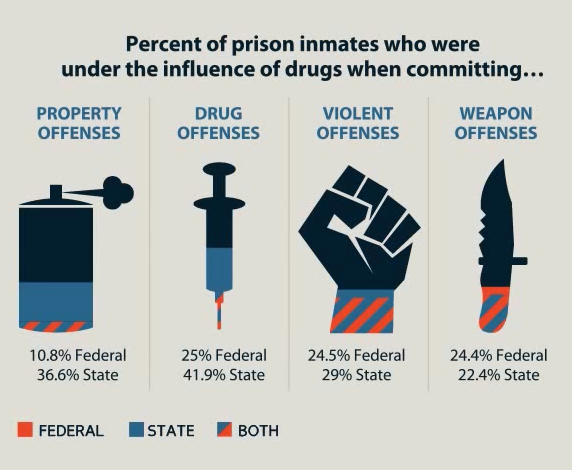 Percent of prison inmates who were
under the influence of drugs when committing...
PROPERTY
OFFENSES
DRUG
OFFENSES
VIOLENT
OFFENSES
WEAPON
OFFENSES
10.8% Federal
36.6% State
25% Federal
41.9% State
24.5% Federal
29% State
24.4% Federal
22.4% State
FEDERAL
STATE
BOTH